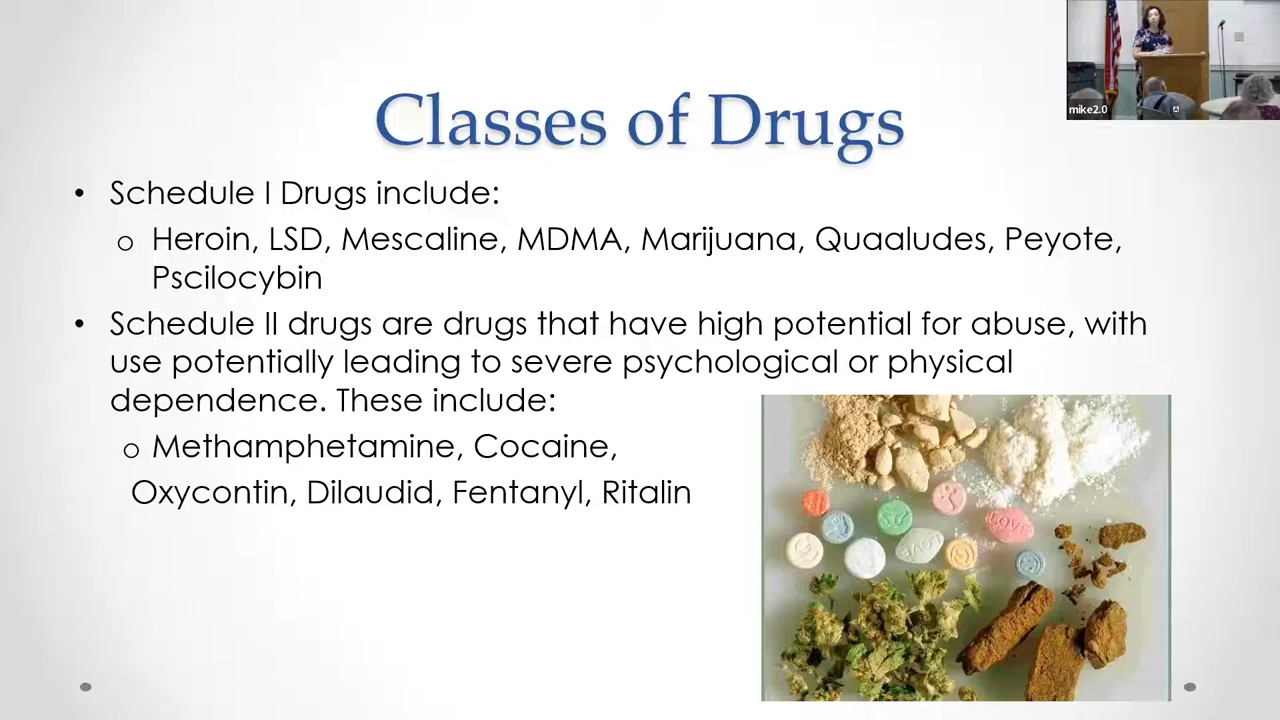 mike2.0
Classes of Drugs
• Schedule I Drugs include:
o Heroin, LSD, Mescaline, MDMA, Marijuana, Quaaludes, Peyote,
Pscilocybin
• Schedule II drugs are drugs that have high potential for abuse, with
use potentially leading to severe psychological or physical
dependence. These include:
o Methamphetamine, Cocaine,
Oxycontin, Dilaudid, Fentanyl, Ritalin
LOVE
LOVE